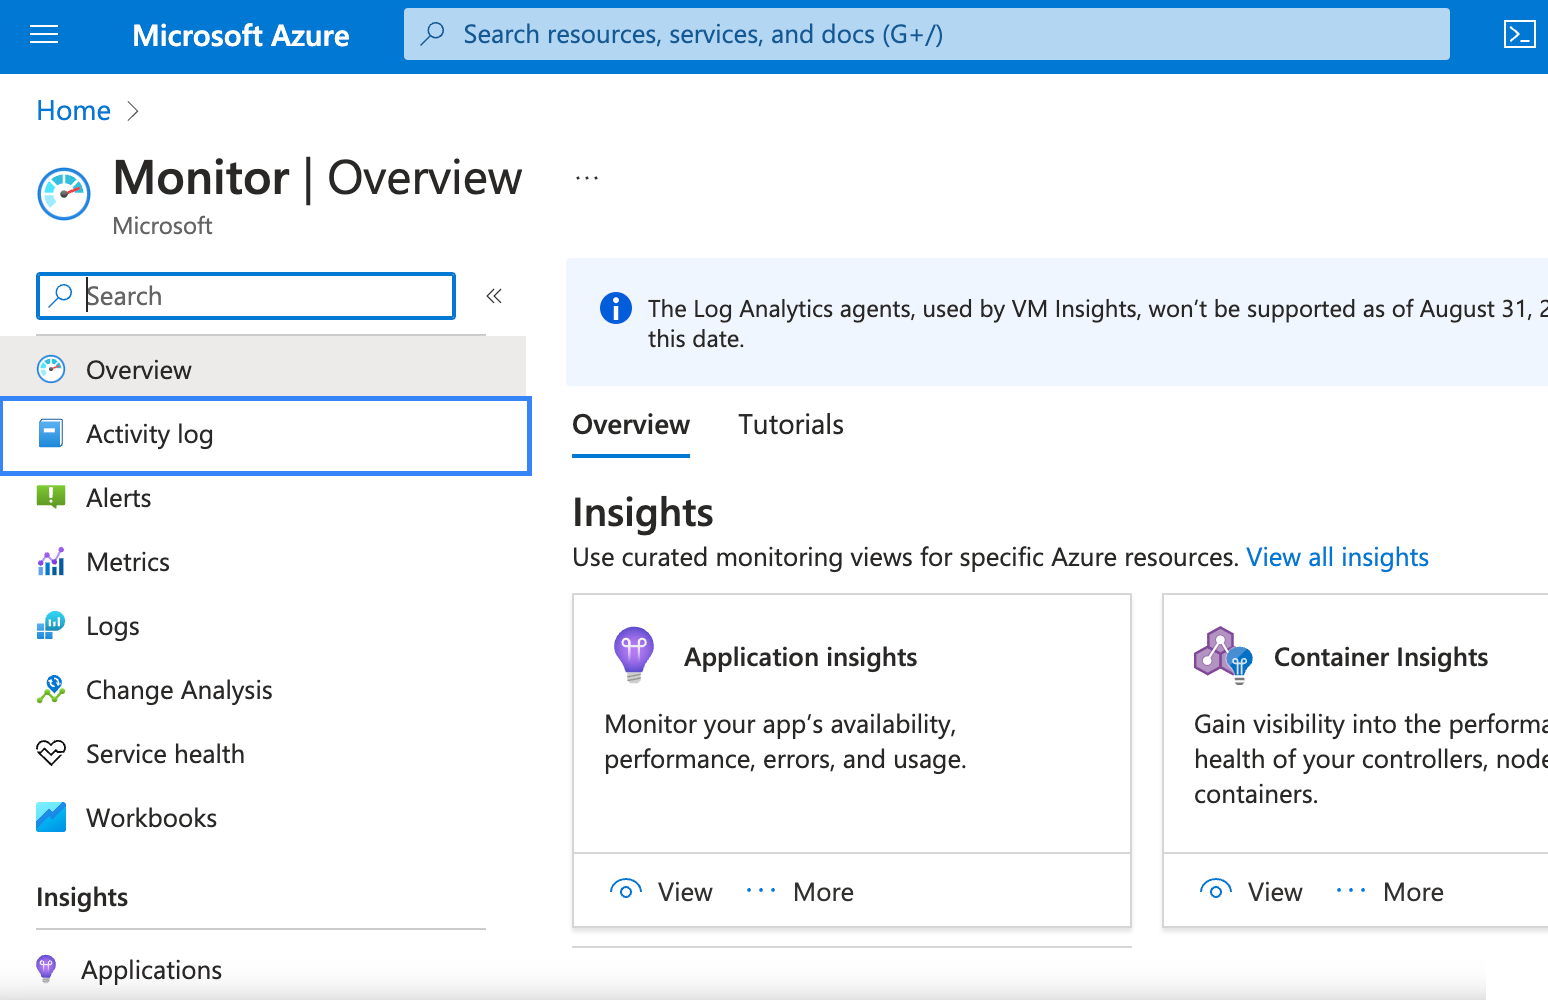 Microsoft Azure
Search resources, services, and docs (G+/)
Home
Monitor | Overview
...
Microsoft
Search
The Log Analytics agents, used by VM Insights, won’t be supported as of August 31, 2
this date.
Overview
Activity log
Alerts
Metrics
Logs
Change Analysis
Service health
Workbooks
Insights
Applications
Overview
Tutorials
Insights
Use curated monitoring views for specific Azure resources. View all insights
Application insights
Monitor your app’s availability,
performance, errors, and usage.
View
More
Container Insights
Gain visibility into the performa
health of your controllers, node
containers.
View
More